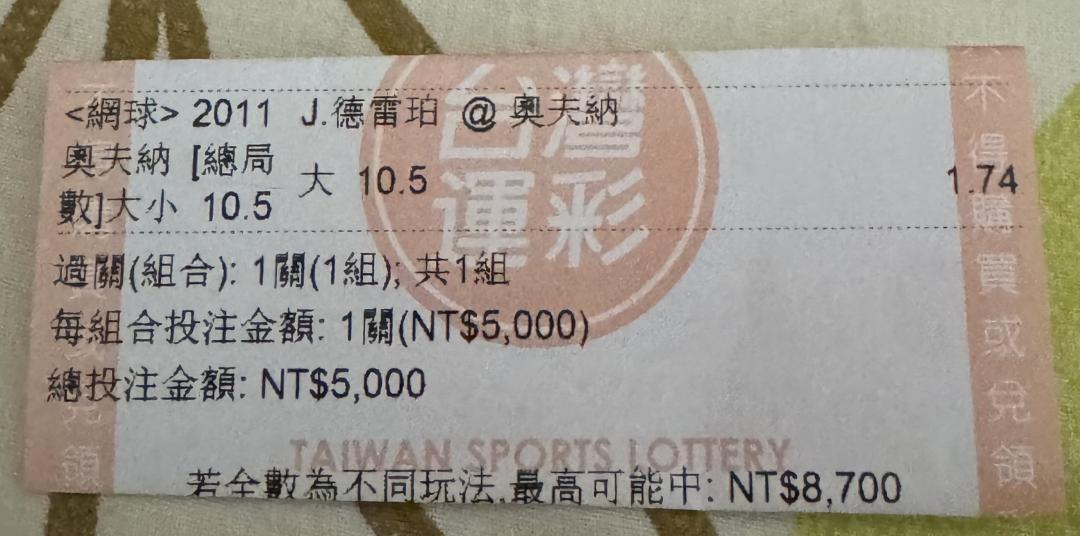 <網球> 2011 J.德雷珀 @ 奧夫納
奧夫納 [總局數]大小 10.5 大 10.5 1.74
過關(組合): 1關(1組); 共1組
每組合投注金額: 1關(NT$5,000)
總投注金額: NT$5,000
若全數為不同玩法,最高可能中: NT$8,700
台灣
運彩
TAIWAN SPORTS LOTTERY
不得購買或兌領